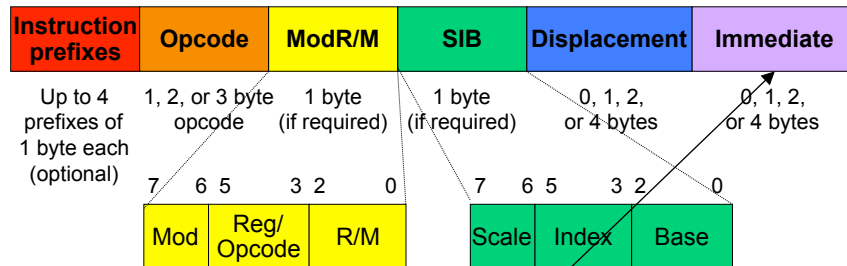 Instruction prefixes Opcode ModR/M SIB Displacement Immediate
Up to 4 prefixes of 1 byte each (optional)
1, 2, or 3 byte opcode
1 byte (if required)
1 byte (if required)
0, 1, 2, or 4 bytes
0, 1, 2, or 4 bytes
7 6 5 3 2 0
7 6 5 3 2 0
Mod Reg/Opcode R/M
Scale Index Base